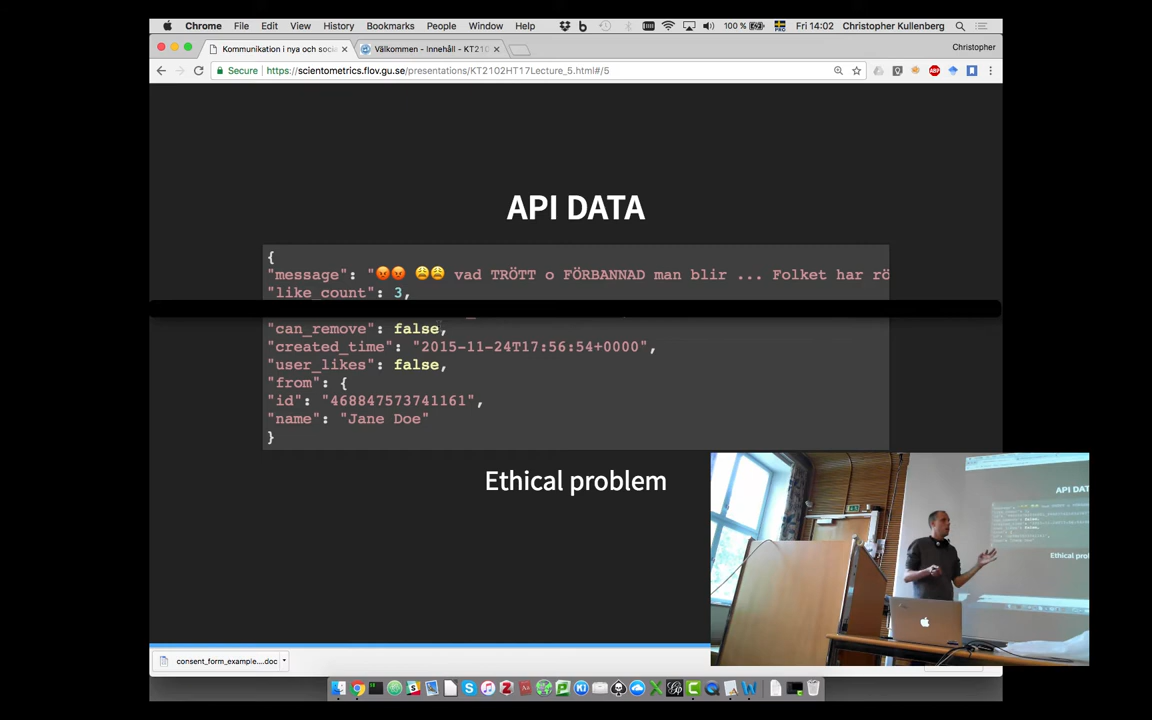 Chrome File Edit View History Bookmarks People Window Help 100 % Fri 14:02 Christopher Kullenberg
Kommunikation i nya och socia Välkommen - Innehåll - KT210 Christopher
Secure https://scientometrics.flov.gu.se/presentations/KT2102HT17Lecture_5.html#/5
API DATA
{
"message": "😡😡 😩😩 vad TRÖTT o FÖRBANNAD man blir ... Folket har rö
"like_count": 3,
"can_remove": false,
"created_time": "2015-11-24T17:56:54+0000",
"user_likes": false,
"from": {
"id": "468847573741161",
"name": "Jane Doe"
}
Ethical problem
API DAT
Ethical prob
consent_form_example....doc